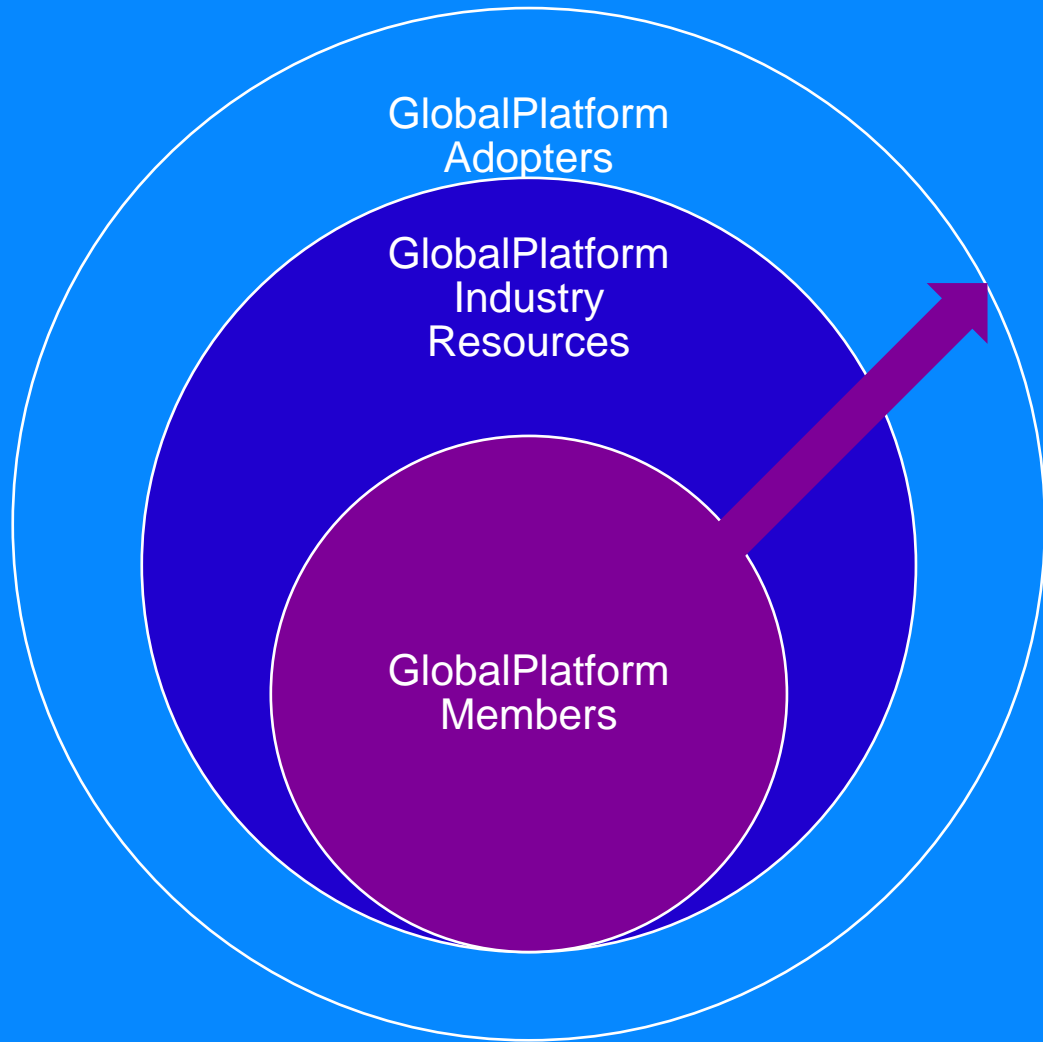 GlobalPlatform
Adopters
GlobalPlatform
Industry
Resources
GlobalPlatform
Members